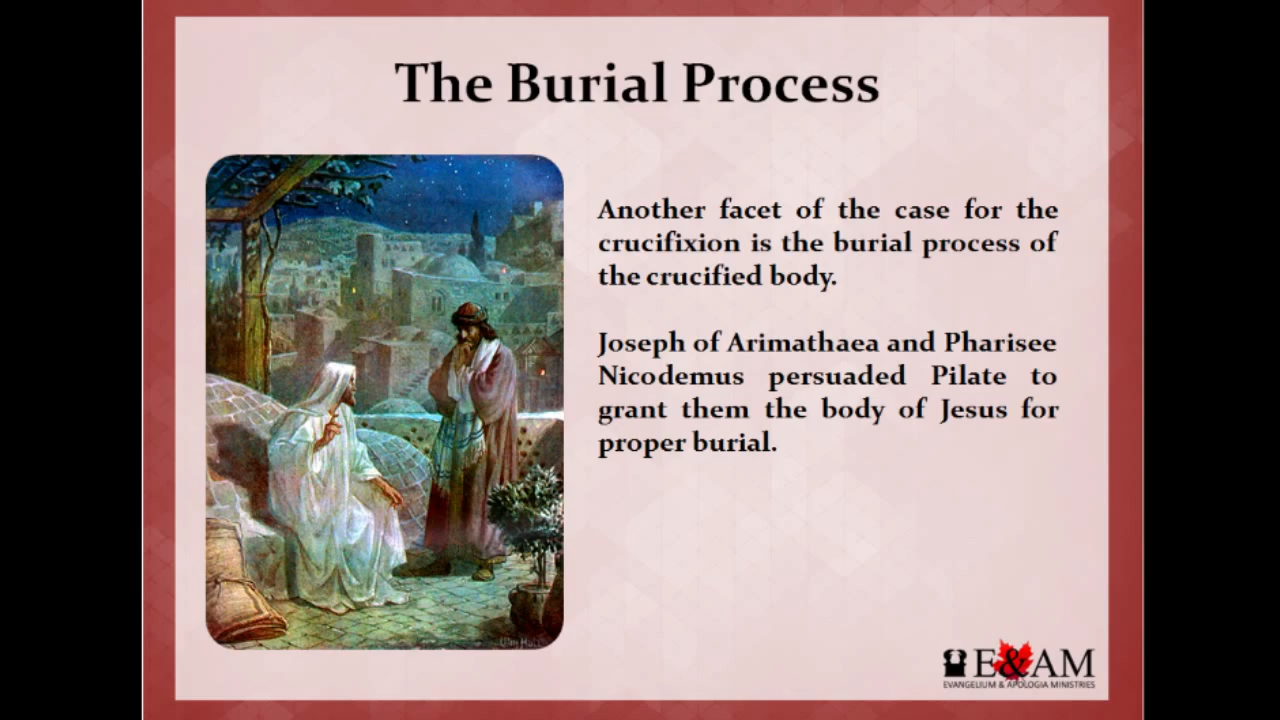 The Burial Process
Another facet of the case for the
crucifixion is the burial process of
the crucified body.
Joseph of Arimathaea and Pharisee
Nicodemus persuaded Pilate to
grant them the body of Jesus for
proper burial.
E&AM
EVANGELIUM & APOLOGIA MINISTRIES